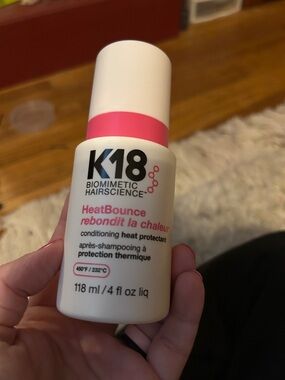 K18
BIOMIMETIC
HAIRSCIENCE™
HeatBounce
rebondit la chaleur
conditioning heat protectant
après-shampooing à
protection thermique
450°F / 232°C
118 ml / 4 fl oz liq